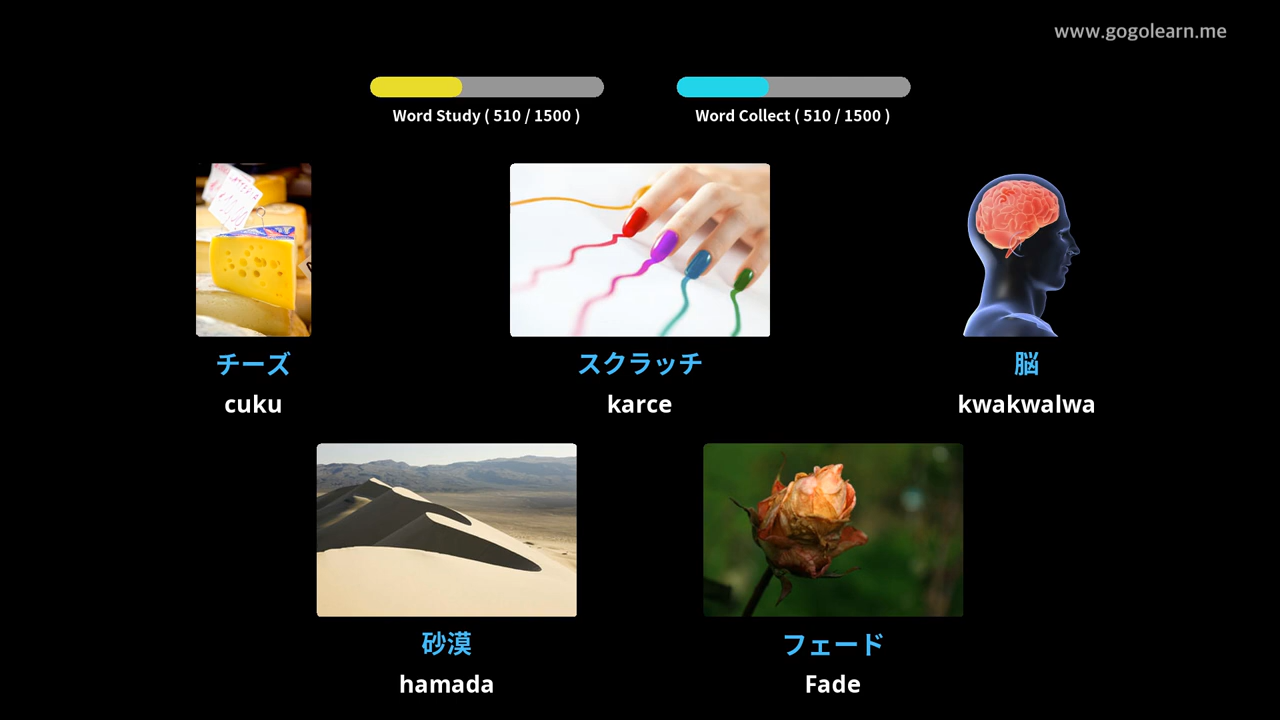 www.gogolearn.me
Word Study ( 510 / 1500 )
Word Collect ( 510 / 1500 )
チーズ
cuku
スクラッチ
karce
脳
kwakwalwa
砂漠
hamada
フェード
Fade